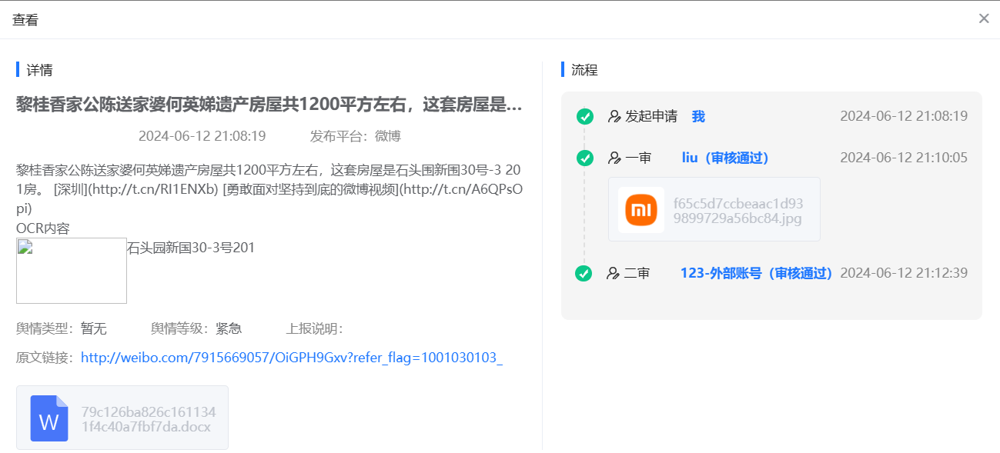 查看
详情
黎桂香家公陈送家婆何英娣遗产房屋共1200平方左右，这套房屋是...
2024-06-12 21:08:19 发布平台：微博
黎桂香家公陈送家婆何英娣遗产房屋共1200平方左右，这套房屋是石头围新围30号-3 20
1房。 [深圳](http://t.cn/RI1ENXb) [勇敢面对坚持到底的微博视频](http://t.cn/A6QPsO
pi)
OCR内容
石头园新国30-3号201
舆情类型：暂无 舆情等级：紧急 上报说明：
原文链接：http://weibo.com/7915669057/OiGPH9Gxv?refer_flag=1001030103_
W
79c126ba826c161134
1f4c40a7fbf7da.docx
流程
发起申请 我 2024-06-12 21:08:19
一审 liu（审核通过） 2024-06-12 21:10:05
mi
f65c5d7ccbeaac1d93
9899729a56bc84.jpg
二审 123-外部账号（审核通过） 2024-06-12 21:12:39